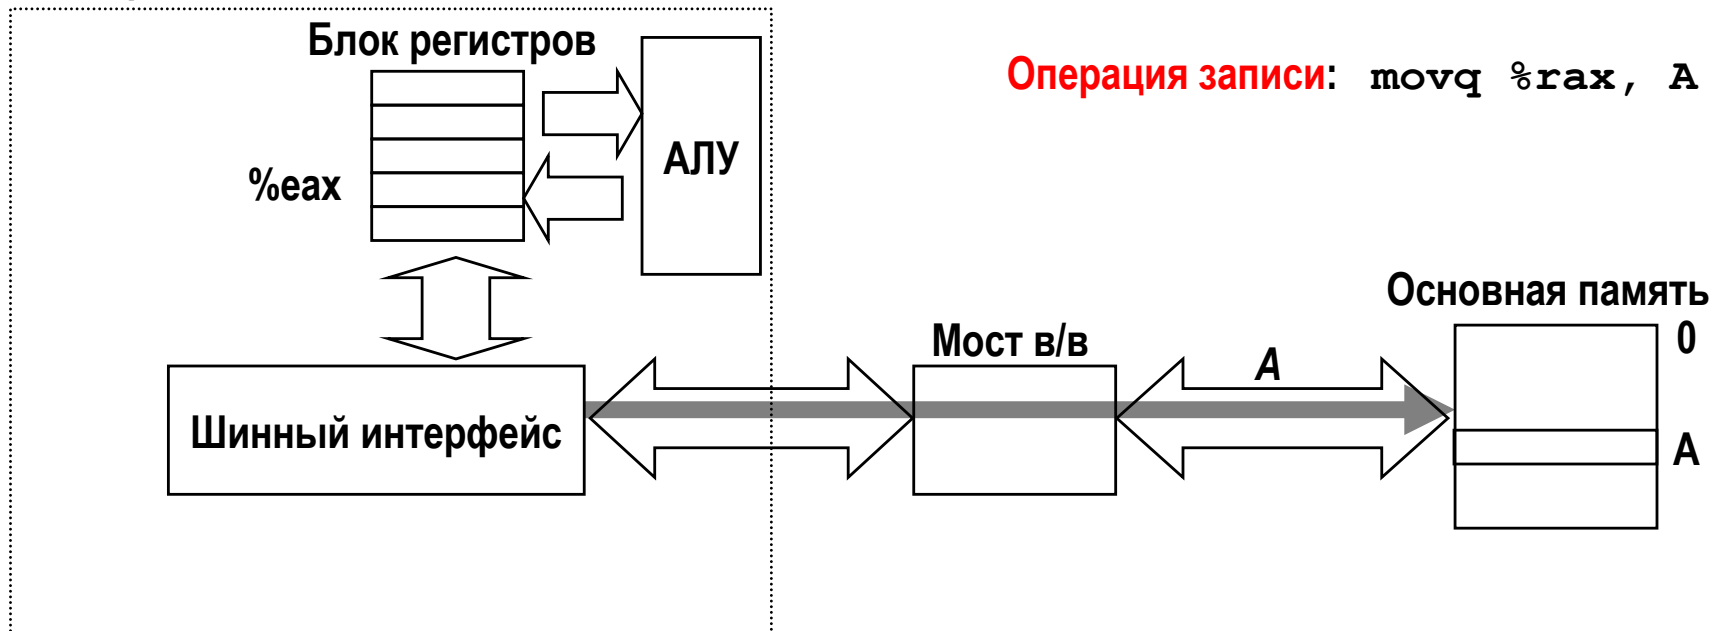 Блок регистров
Операция записи: movq %rax, A
АЛУ
%eax
Основная память
0
Мост в/в
A
Шинный интерфейс
A